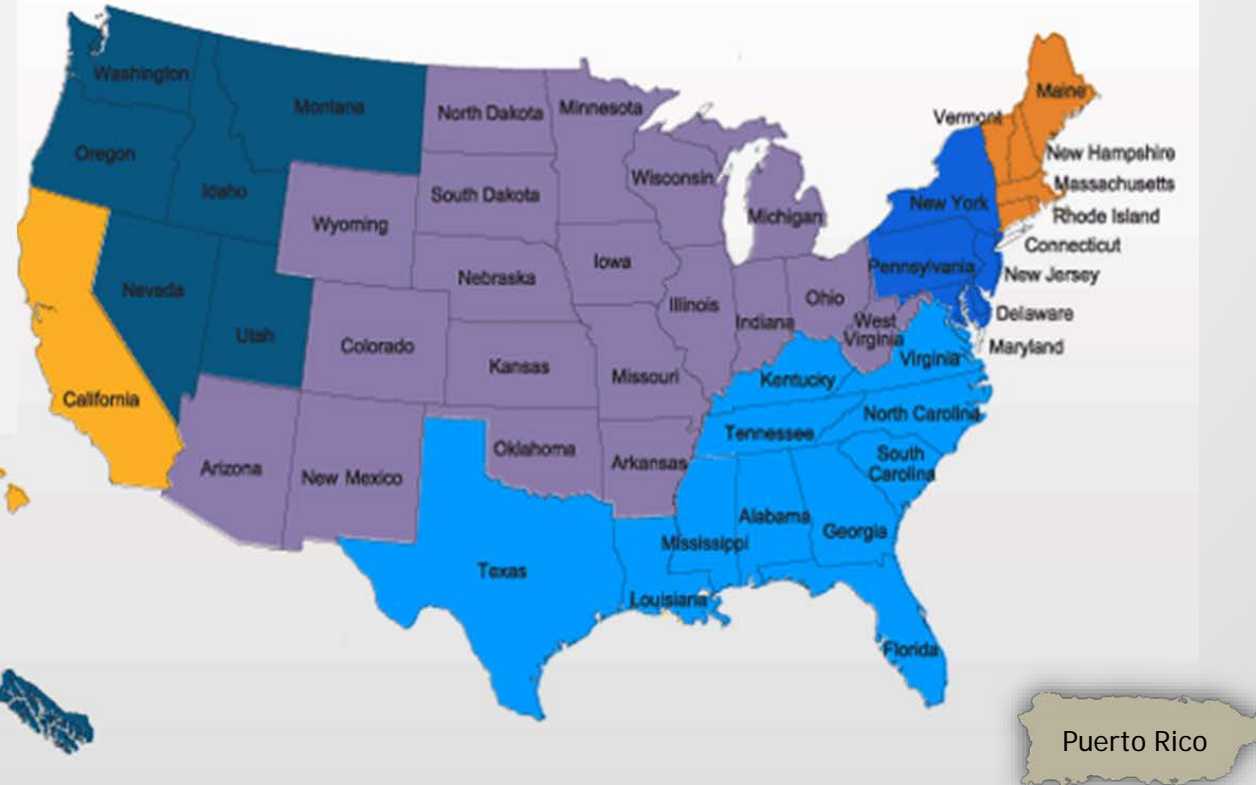 Washington
Montana
North Dakota
Minnesota
Maine
Vermont
Oregon
Idaho
South Dakota
Wisconsin
New Hampshire
Massachusetts
Wyoming
Michigan
New York
Rhode Island
Connecticut
Nevada
Nebraska
Iowa
Pennsylvania
New Jersey
Utah
Colorado
Illinois
Indiana
Ohio
West
Virginia
Delaware
Maryland
California
Kansas
Missouri
Kentucky
Virginia
Arizona
New Mexico
Oklahoma
Arkansas
Tennessee
North Carolina
South
Carolina
Texas
Mississippi
Alabama
Georgia
Louisiana
Florida
Puerto Rico